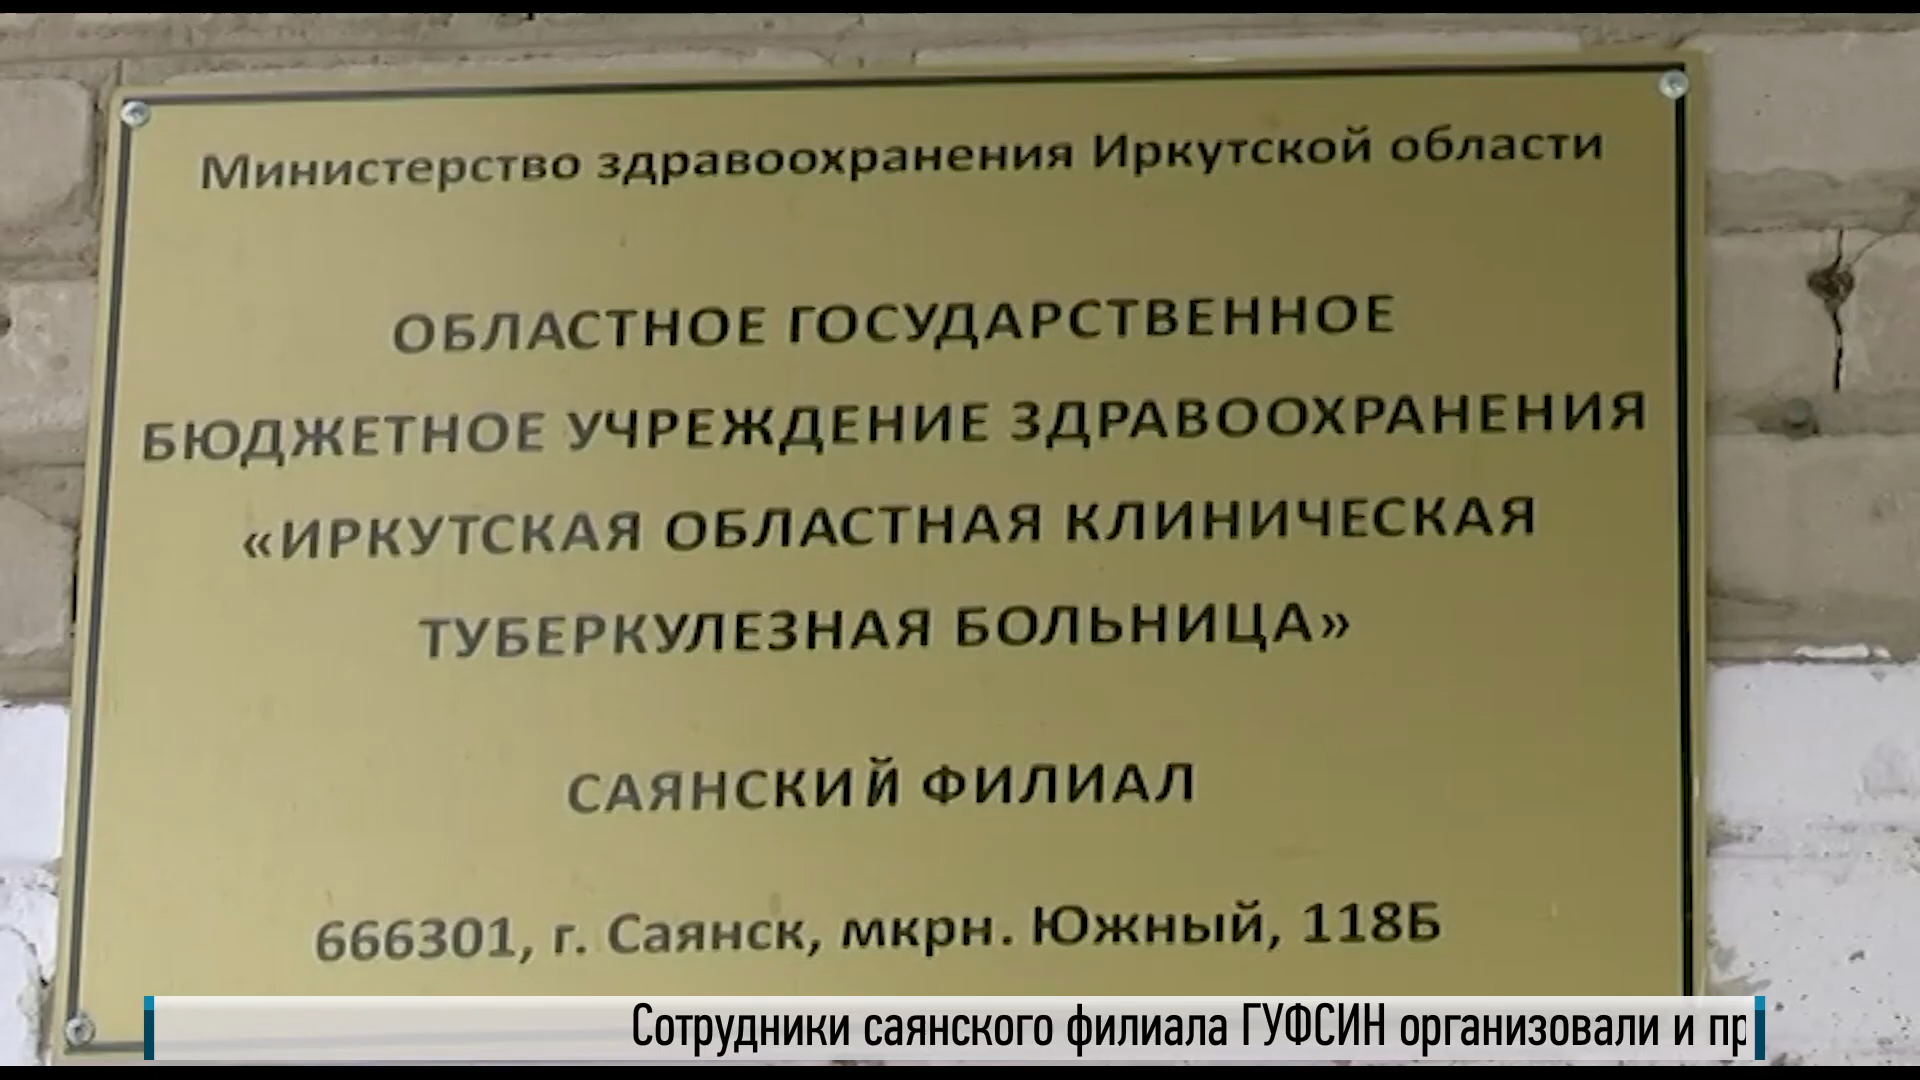 Министерство здравоохранения Иркутской области
ОБЛАСТНОЕ ГОСУДАРСТВЕННОЕ
БЮДЖЕТНОЕ УЧРЕЖДЕНИЕ ЗДРАВООХРАНЕНИЯ
«ИРКУТСКАЯ ОБЛАСТНАЯ КЛИНИЧЕСКАЯ
ТУБЕРКУЛЕЗНАЯ БОЛЬНИЦА»
САЯНСКИЙ ФИЛИАЛ
666301, г. Саянск, мкрн. Южный, 118Б
Сотрудники саянского филиала ГУФСИН организовали и пр